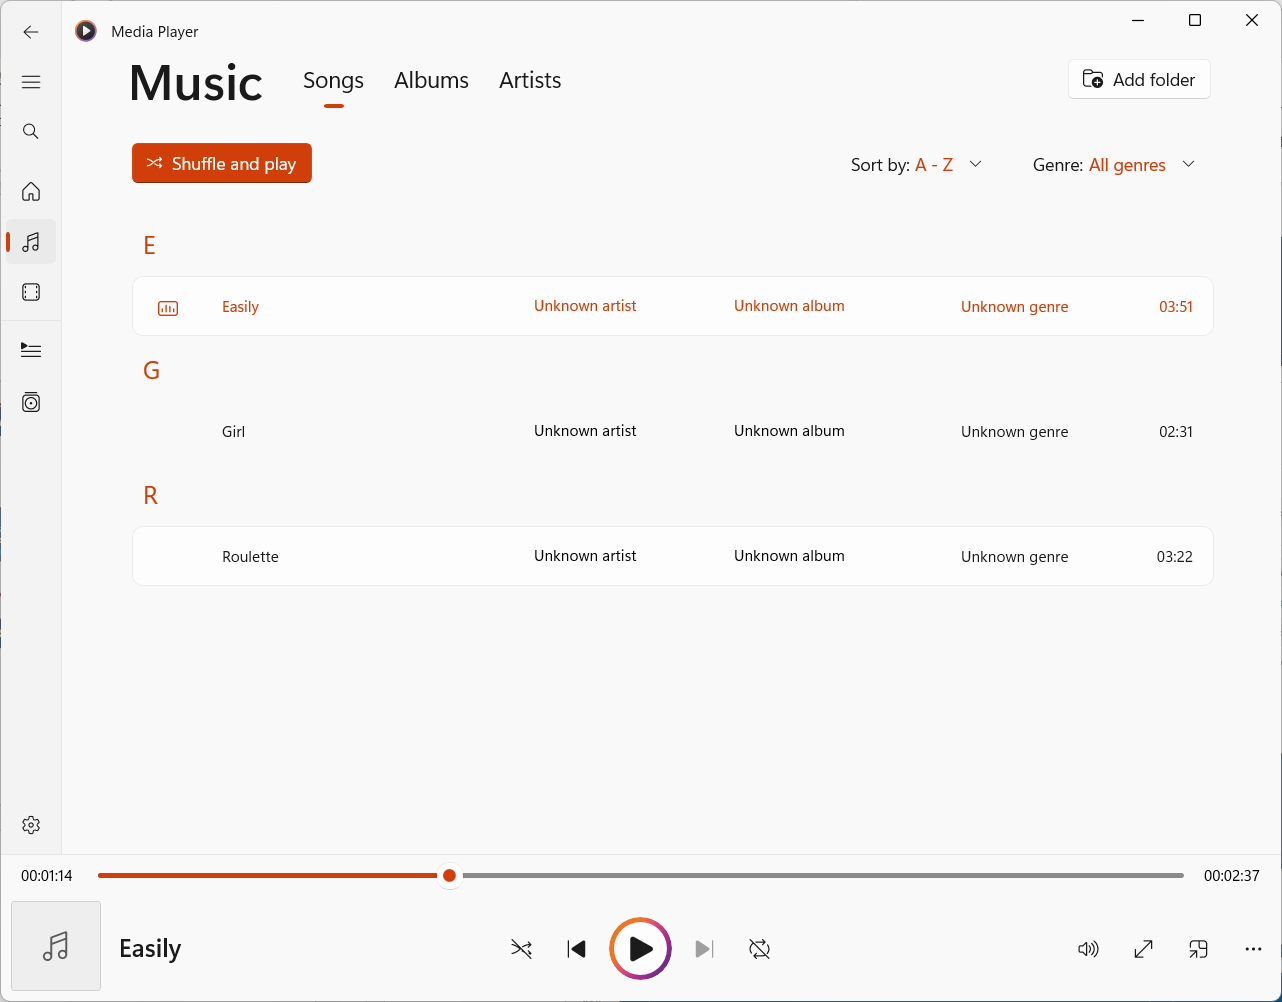 Media Player
Music Songs Albums Artists Add folder
Shuffle and play Sort by: A - Z Genre: All genres
E
Easily Unknown artist Unknown album Unknown genre 03:51
G
Girl Unknown artist Unknown album Unknown genre 02:31
R
Roulette Unknown artist Unknown album Unknown genre 03:22
00:01:14 00:02:37
Easily